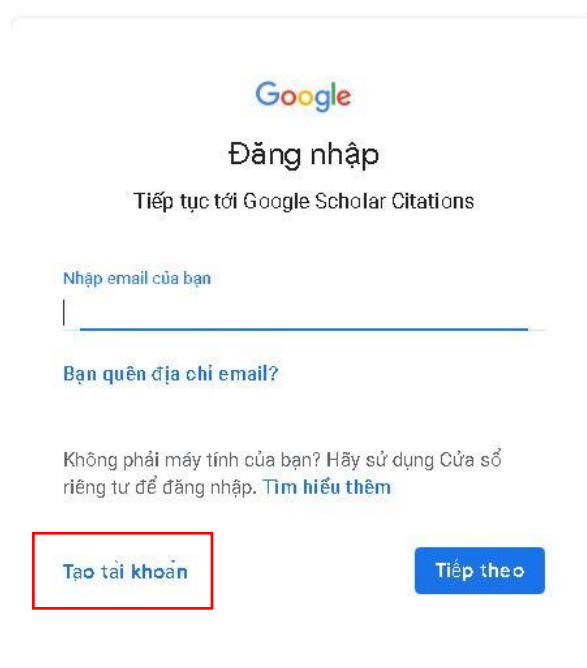 Google
Đăng nhập
Tiếp tục tới Google Scholar Citations
Nhập email của bạn
Bạn quên địa chỉ email?
Không phải máy tính của bạn? Hãy sử dụng Cửa sổ
riêng tư để đăng nhập. Tìm hiểu thêm
Tạo tài khoản
Tiếp theo